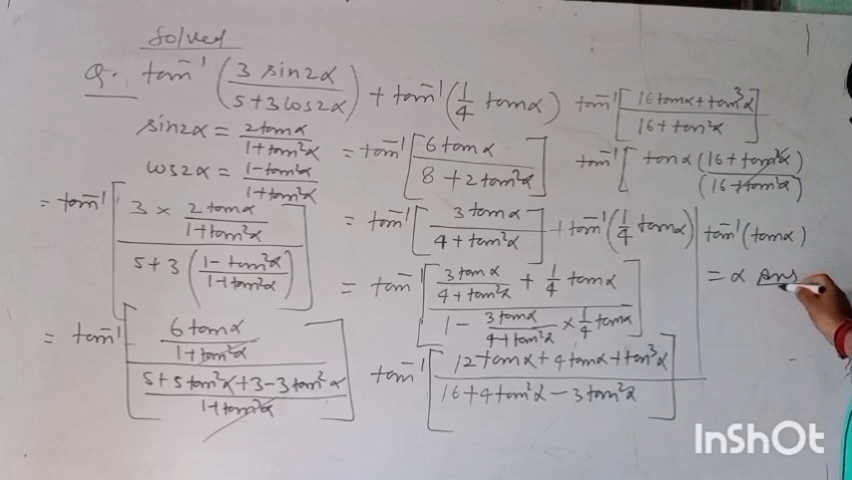 Solved
Q. tan⁻¹ (3 sin2α / 5+3cos2α) + tan⁻¹ (1/4 tanα)
sin2α = 2tanα / 1+tan²α
cos2α = 1-tan²α / 1+tan²α
= tan⁻¹ [3 × 2tanα / 1+tan²α / 5+3 (1-tan²α / 1+tan²α)]
= tan⁻¹ [6tanα / 1+tan²α / 5+5tan²α+3-3tan²α / 1+tan²α]
= tan⁻¹ [6tanα / 8+2tan²α]
= tan⁻¹ [3tanα / 4+tan²α] + tan⁻¹ (1/4 tanα)
= tan⁻¹ [3tanα / 4+tan²α + 1/4 tanα / 1 - 3tanα / 4+tan²α × 1/4 tanα]
tan⁻¹ [12tanα+4tanα+tan³α / 16+4tan²α-3tan²α]
tan⁻¹ [16tanα+tan³α / 16+tan²α]
tan⁻¹ [tanα(16+tan²α) / (16+tan²α)]
tan⁻¹ (tanα)
= α Ans
InShOt